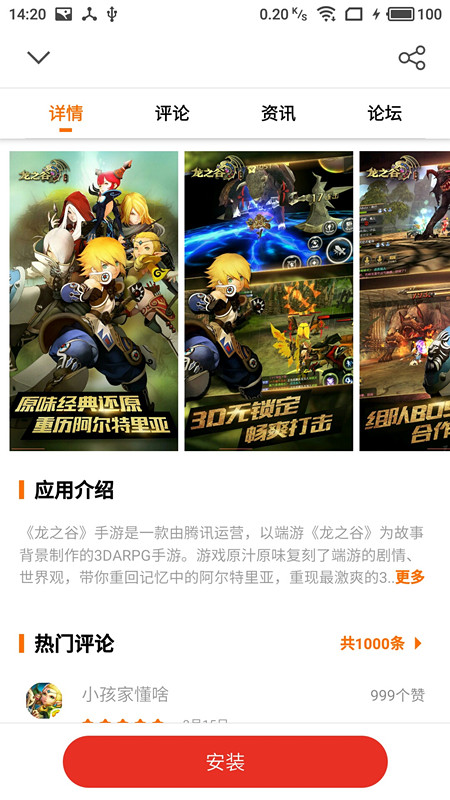 14:20
0.20 K/s
100
详情
评论
资讯
论坛
龙之谷
原味经典还原
重历阿尔特里亚
龙之谷
3D无锁定
畅爽打击
龙之谷
组队BOS
合作
应用介绍
《龙之谷》手游是一款由腾讯运营，以端游《龙之谷》为故事
背景制作的3DARPG手游。游戏原汁原味复刻了端游的剧情、
世界观，带你重回记忆中的阿尔特里亚，重现最激爽的3..更多
热门评论
共1000条
小孩家懂啥
999个赞
安装